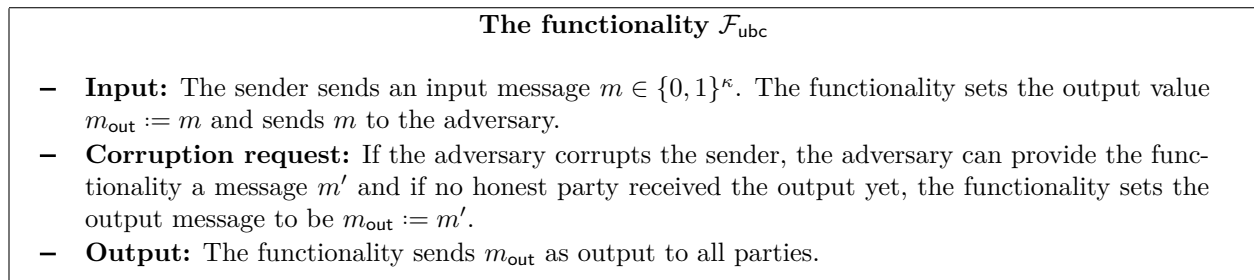 The functionality 𝓕ubc
– Input: The sender sends an input message m ∈ {0, 1}^κ. The functionality sets the output value
m_out := m and sends m to the adversary.
– Corruption request: If the adversary corrupts the sender, the adversary can provide the func-
tionality a message m′ and if no honest party received the output yet, the functionality sets the
output message to be m_out := m′.
– Output: The functionality sends m_out as output to all parties.